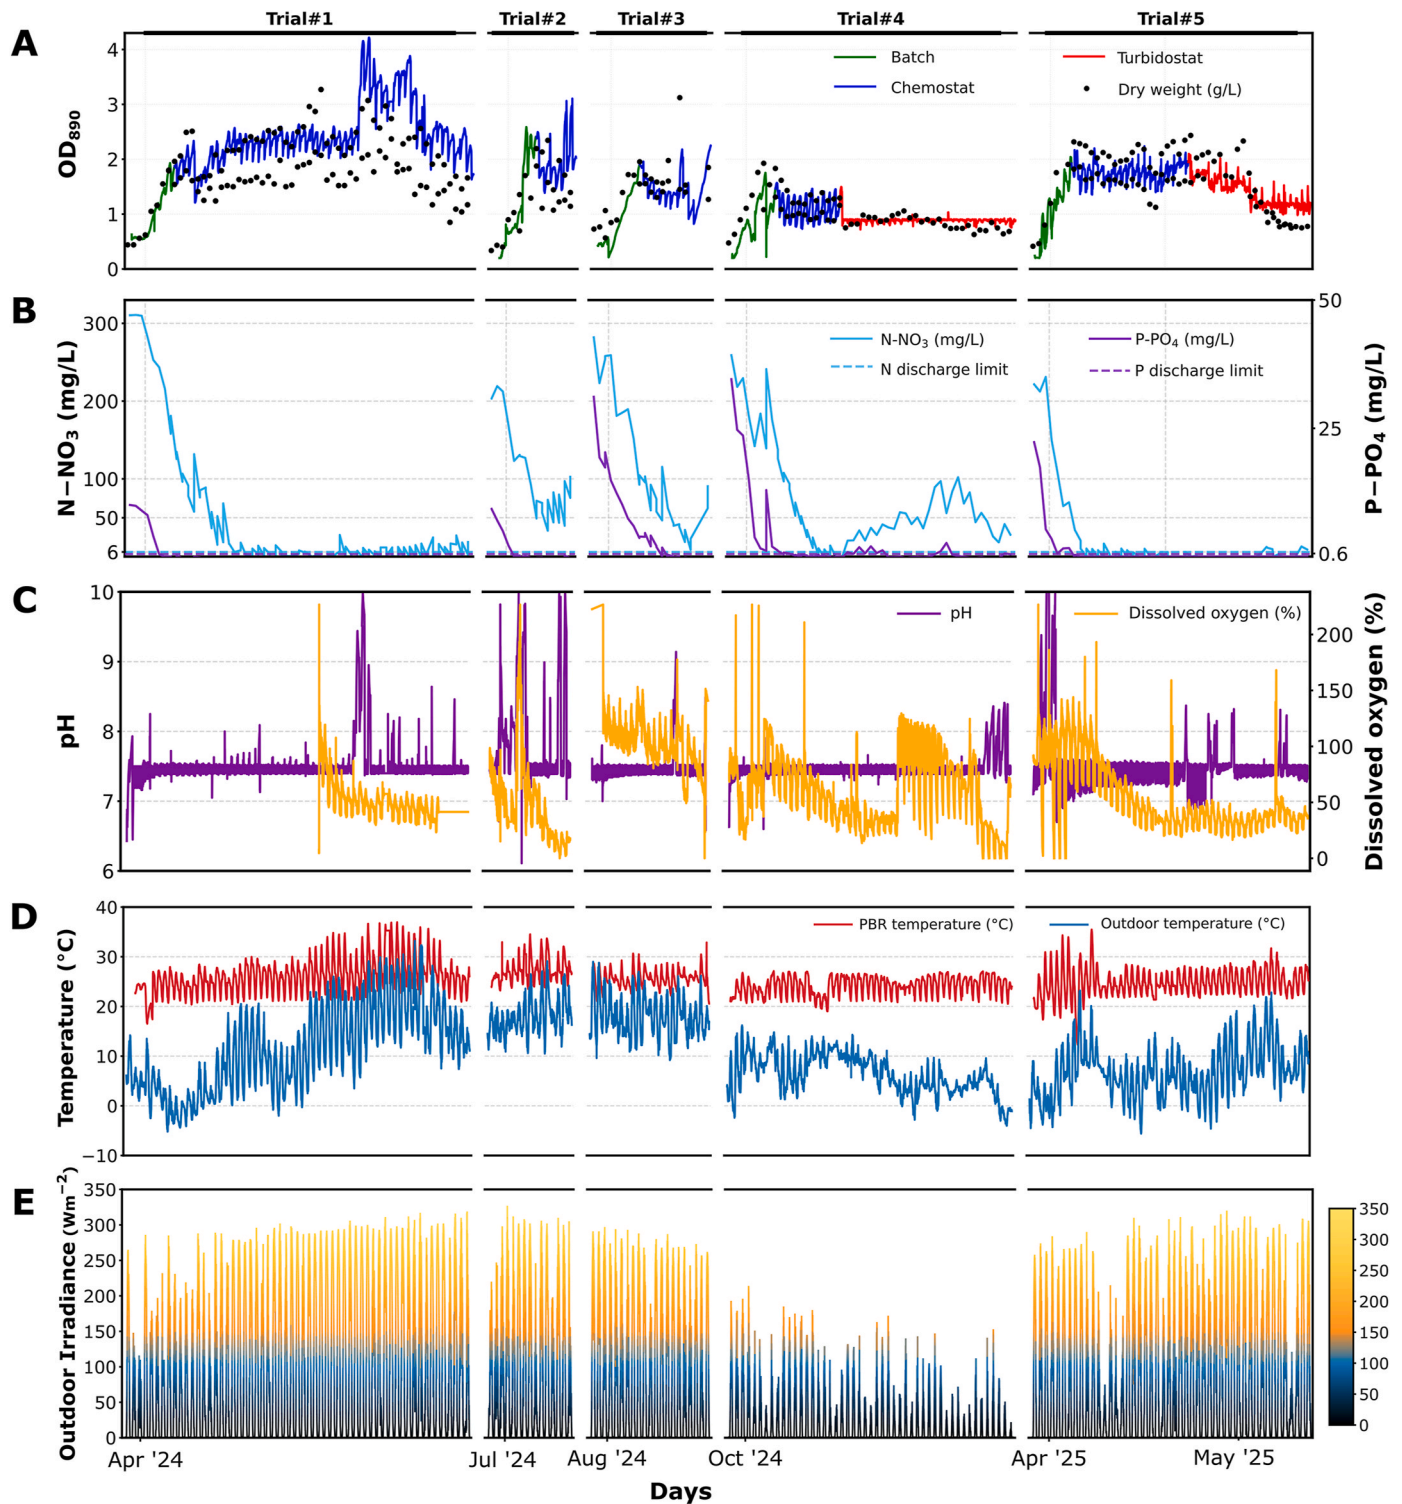 Trial#1 Trial#2 Trial#3 Trial#4 Trial#5
A
OD890
4
3
2
1
0
Batch
Chemostat
Turbidostat
Dry weight (g/L)
B
N−NO3 (mg/L)
300
200
100
50
6
N-NO3 (mg/L)
N discharge limit
P-PO4 (mg/L)
P discharge limit
50
25
0.6
P−PO4 (mg/L)
C
pH
10
9
8
7
6
pH
Dissolved oxygen (%)
200
150
100
50
0
Dissolved oxygen (%)
D
Temperature (°C)
40
30
20
10
0
−10
PBR temperature (°C)
Outdoor temperature (°C)
E
Outdoor Irradiance (Wm−2)
350
300
250
200
150
100
50
0
350
300
250
200
150
100
50
0
Apr '24 Jul '24 Aug '24 Oct '24 Apr '25 May '25
Days